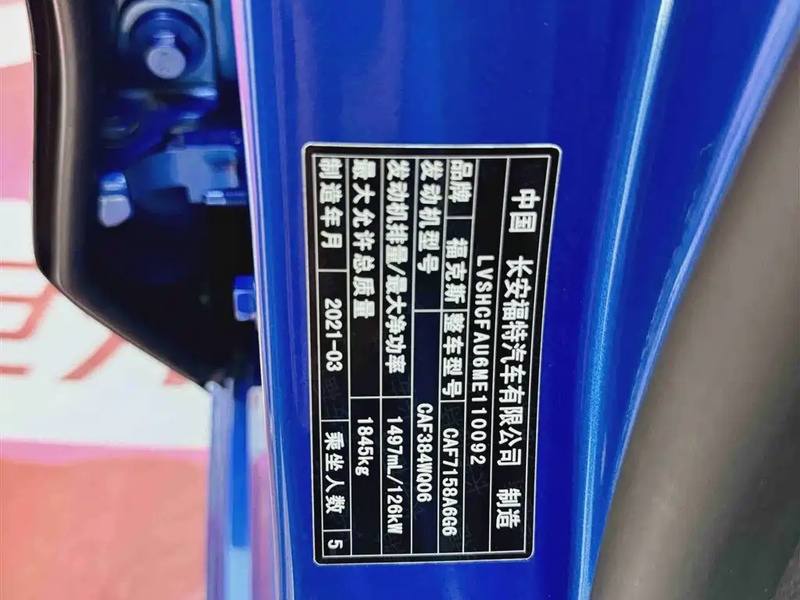 中国 长安福特汽车有限公司 制造
LVSHCFAU6ME110092
品牌 福克斯 整车型号 CAF7158A6G6
发动机型号 CAF384WQ06
发动机排量/最大净功率 1497mL/126kW
最大允许总质量 1845kg
制造年月 2021-03 乘坐人数 5